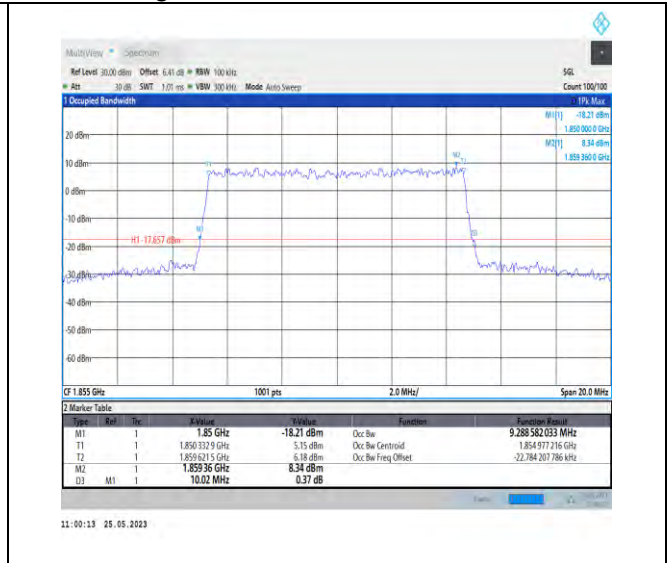 MultiView Spectrum
Ref Level 30.00 dBm Offset 6.41 dB RBW 100 kHz SGL
Att 30 dB SWT 1.01 ms VBW 300 kHz Mode Auto Sweep Count 100/100
1 Occupied Bandwidth 1Pk Max
M1[1] -18.21 dBm
1.850 000 0 GHz
M2[1] 8.34 dBm
1.859 360 0 GHz
20 dBm
10 dBm
0 dBm
-10 dBm
H1 -17.657 dBm
-20 dBm
-30 dBm
-40 dBm
-50 dBm
-60 dBm
M2
T1
CF 1.855 GHz 1001 pts 2.0 MHz/ Span 20.0 MHz
2 Marker Table
Type Ref Trc X-Value Y-Value Function Function Result
M1 1 1.85 GHz -18.21 dBm Occ Bw 9.288 582 033 MHz
T1 1 1.850 332 9 GHz 5.15 dBm Occ Bw Centroid 1.854 977 216 GHz
T2 1 1.859 621 5 GHz 6.18 dBm Occ Bw Freq Offset -22.784 207 786 kHz
M2 1 1.859 36 GHz 8.34 dBm
D3 M1 1 10.02 MHz 0.37 dB
11:00:13 25.05.2023